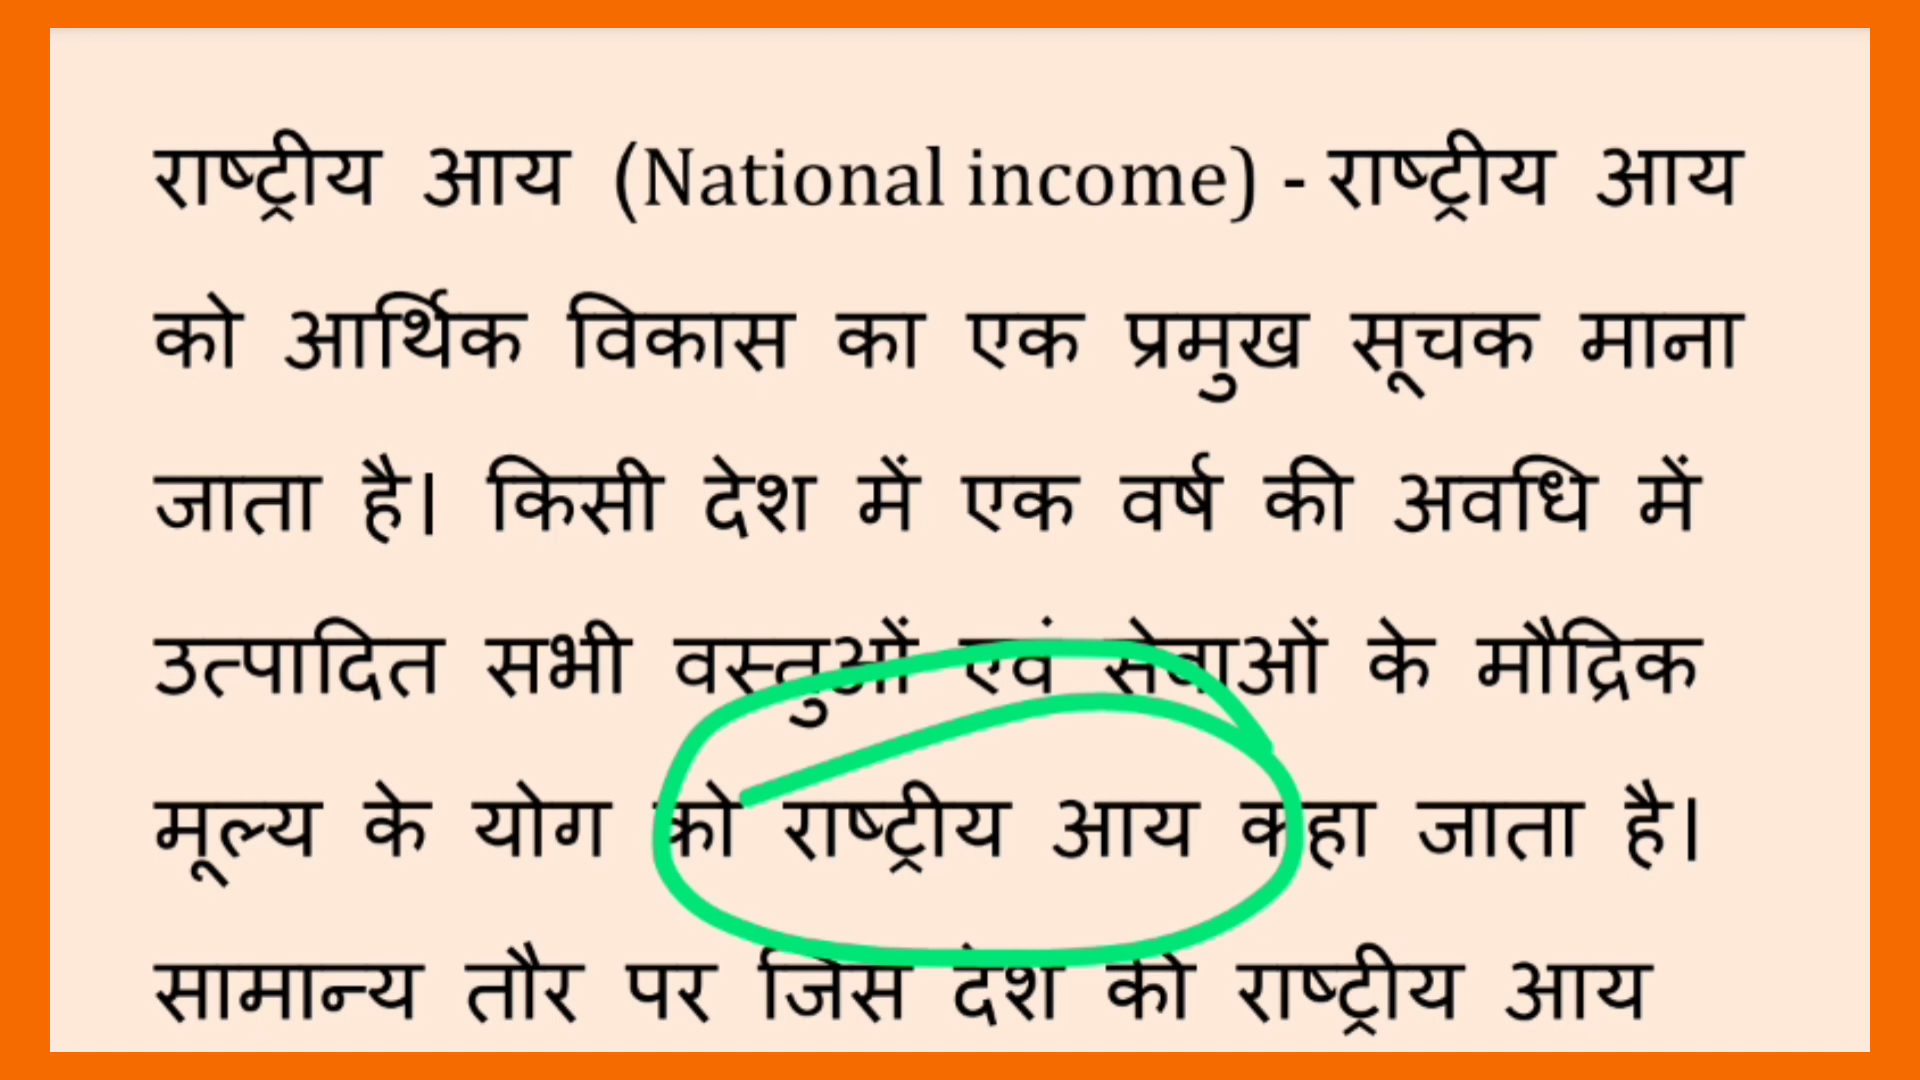 राष्ट्रीय आय (National income) - राष्ट्रीय आय
को आर्थिक विकास का एक प्रमुख सूचक माना
जाता है। किसी देश में एक वर्ष की अवधि में
उत्पादित सभी वस्तुओं एवं सेवाओं के मौद्रिक
मूल्य के योग को राष्ट्रीय आय कहा जाता है।
सामान्य तौर पर जिस देश की राष्ट्रीय आय